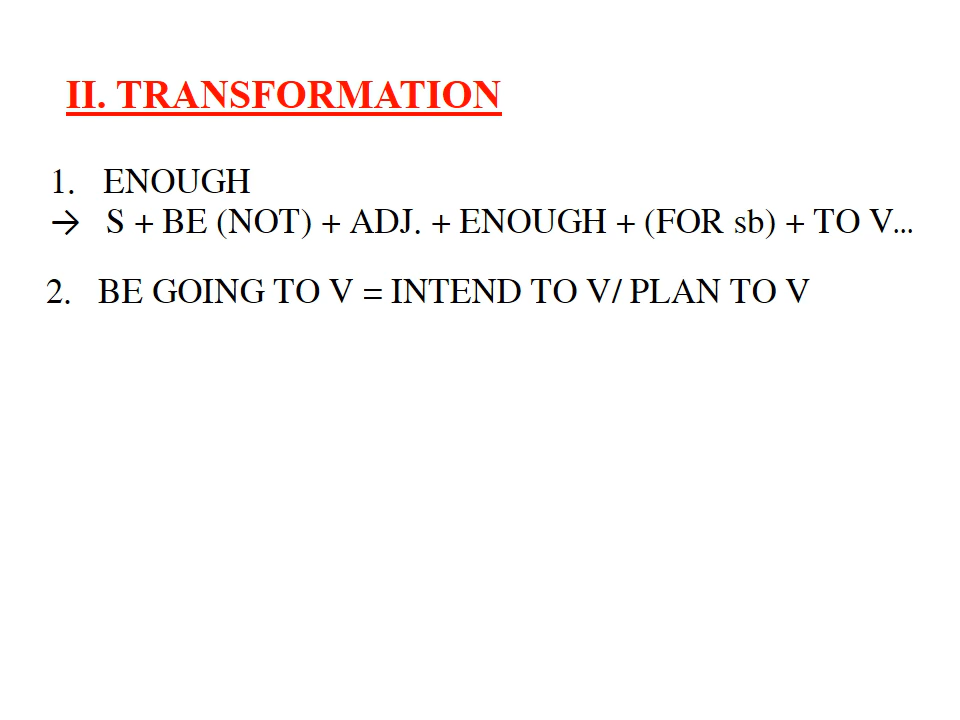 II. TRANSFORMATION
1. ENOUGH
→ S + BE (NOT) + ADJ. + ENOUGH + (FOR sb) + TO V...
2. BE GOING TO V = INTEND TO V/ PLAN TO V